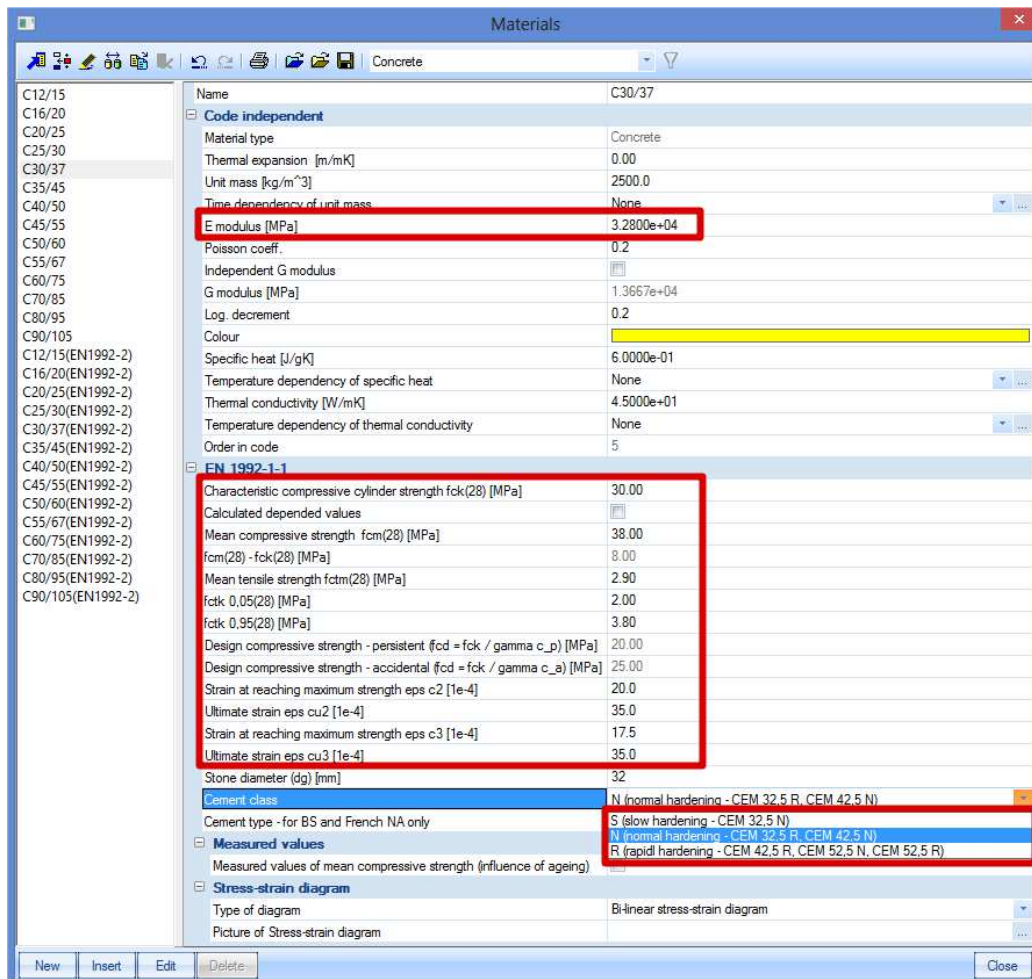 Materials
Concrete
C12/15
C16/20
C20/25
C25/30
C30/37
C35/45
C40/50
C45/55
C50/60
C55/67
C60/75
C70/85
C80/95
C90/105
C12/15(EN1992-2)
C16/20(EN1992-2)
C20/25(EN1992-2)
C25/30(EN1992-2)
C30/37(EN1992-2)
C35/45(EN1992-2)
C40/50(EN1992-2)
C45/55(EN1992-2)
C50/60(EN1992-2)
C55/67(EN1992-2)
C60/75(EN1992-2)
C70/85(EN1992-2)
C80/95(EN1992-2)
C90/105(EN1992-2)
Name C30/37
Code independent
Material type Concrete
Thermal expansion [m/mK] 0.00
Unit mass [kg/m^3] 2500.0
Time dependency of unit mass None
E modulus [MPa] 3.2800e+04
Poisson coeff. 0.2
Independent G modulus
G modulus [MPa] 1.3667e+04
Log. decrement 0.2
Colour
Specific heat [J/gK] 6.0000e-01
Temperature dependency of specific heat None
Thermal conductivity [W/mK] 4.5000e+01
Temperature dependency of thermal conductivity None
Order in code 5
EN 1992-1-1
Characteristic compressive cylinder strength fck(28) [MPa] 30.00
Calculated depended values
Mean compressive strength fcm(28) [MPa] 38.00
fcm(28) - fck(28) [MPa] 8.00
Mean tensile strength fctm(28) [MPa] 2.90
fctk 0,05(28) [MPa] 2.00
fctk 0,95(28) [MPa] 3.80
Design compressive strength - persistent (fcd = fck / gamma c_p) [MPa] 20.00
Design compressive strength - accidental (fcd = fck / gamma c_a) [MPa] 25.00
Strain at reaching maximum strength eps c2 [1e-4] 20.0
Ultimate strain eps cu2 [1e-4] 35.0
Strain at reaching maximum strength eps c3 [1e-4] 17.5
Ultimate strain eps cu3 [1e-4] 35.0
Stone diameter (dg) [mm] 32
Cement class N (normal hardening - CEM 32,5 R, CEM 42,5 N)
Cement type - for BS and French NA only S (slow hardening - CEM 32,5 N)
N (normal hardening - CEM 32,5 R, CEM 42,5 N)
R (rapidl hardening - CEM 42,5 R, CEM 52,5 N, CEM 52,5 R)
Measured values
Measured values of mean compressive strength (influence of ageing)
Stress-strain diagram
Type of diagram Bi-linear stress-strain diagram
Picture of Stress-strain diagram
New Insert Edit Delete Close